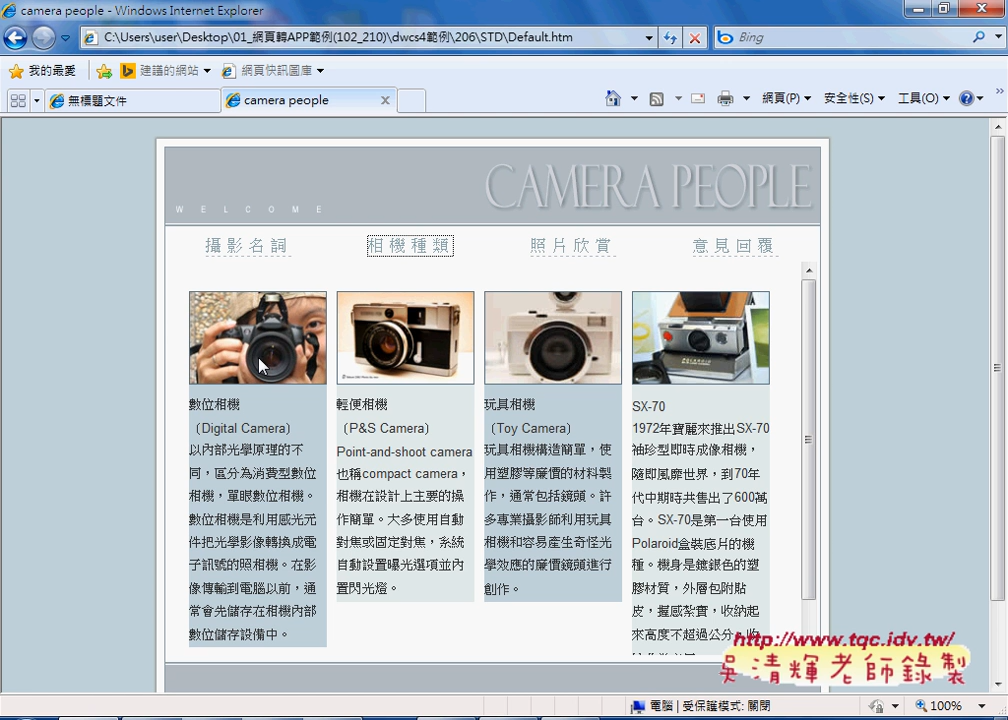 camera people - Windows Internet Explorer
C:\Users\user\Desktop\01_網頁轉APP範例(102_210)\dwcs4範例\206\STD\Default.htm
Bing
我的最愛
建議的網站
網頁快訊圖庫
無標題文件
camera people
網頁(P)
安全性(S)
工具(O)
WELCOME
CAMERA PEOPLE
攝影名詞
相機種類
照片欣賞
意見回覆
數位相機
（Digital Camera）
以內部光學原理的不
同，區分為消費型數位
相機，單眼數位相機。
數位相機是利用感光元
件把光學影像轉換成電
子訊號的照相機。在影
像傳輸到電腦以前，通
常會先儲存在相機內部
數位儲存設備中。
輕便相機
（P&S Camera）
Point-and-shoot camera
也稱compact camera，
相機在設計上主要的操
作簡單。大多使用自動
對焦或固定對焦，系統
自動設置曝光選項並內
置閃光燈。
玩具相機
（Toy Camera）
玩具相機構造簡單，使
用塑膠等廉價的材料製
作，通常包括鏡頭。許
多專業攝影師利用玩具
相機和容易產生奇怪光
學效應的廉價鏡頭進行
創作。
SX-70
1972年寶麗來推出SX-70
袖珍型即時成像相機，
隨即風靡世界，到70年
代中期時共售出了600萬
台。SX-70是第一台使用
Polaroid盒裝底片的機
種。機身是鍍銀色的塑
膠材質，外層包附貼
皮，握感紮實，收納起
來高度不超過公分，收
http://www.tqc.idv.tw/
吳清輝老師錄製
電腦 | 受保護模式: 關閉
100%